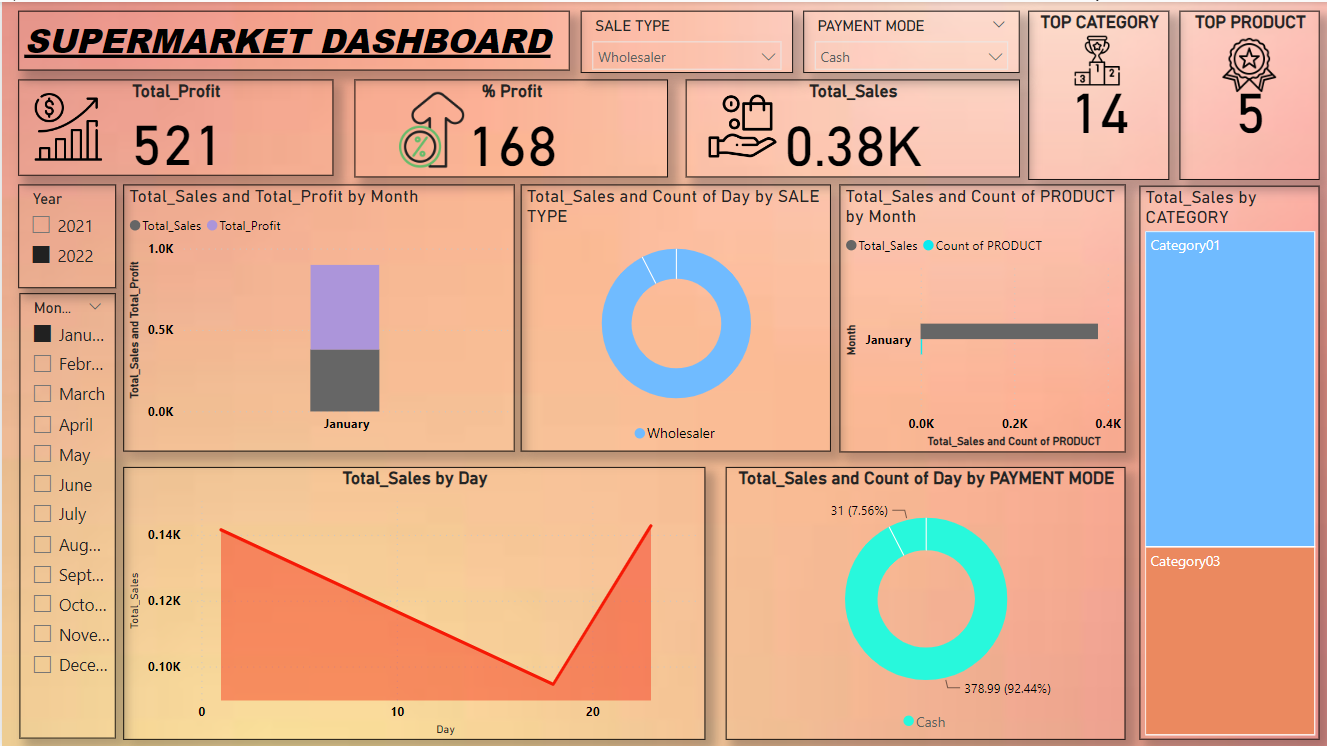 SUPERMARKET DASHBOARD
SALE TYPE
Wholesaler
PAYMENT MODE
Cash
TOP CATEGORY
1
2
3
14
TOP PRODUCT
5
$
Total_Profit
521
%
% Profit
168
Total_Sales
0.38K
Year
2021
2022
Mon...
Janu...
Febr...
March
April
May
June
July
Aug...
Sept...
Octo...
Nove...
Dece...
Total_Sales and Total_Profit by Month
Total_Sales Total_Profit
Total_Sales and Total_Profit
1.0K
0.5K
0.0K
January
Total_Sales and Count of Day by SALE
TYPE
Wholesaler
Total_Sales and Count of PRODUCT
by Month
Total_Sales Count of PRODUCT
Month
January
0.0K 0.2K 0.4K
Total_Sales and Count of PRODUCT
Total_Sales by
CATEGORY
Category01
Category03
Total_Sales by Day
Total_Sales
0.14K
0.12K
0.10K
0 10 20
Day
Total_Sales and Count of Day by PAYMENT MODE
31 (7.56%)
378.99 (92.44%)
Cash